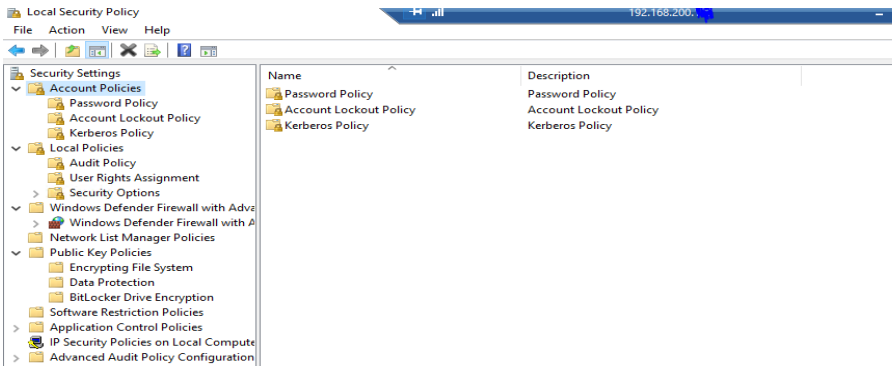 Local Security Policy
192.168.200.
File Action View Help
Security Settings
Account Policies
Password Policy
Account Lockout Policy
Kerberos Policy
Local Policies
Audit Policy
User Rights Assignment
Security Options
Windows Defender Firewall with Adva
Windows Defender Firewall with A
Network List Manager Policies
Public Key Policies
Encrypting File System
Data Protection
BitLocker Drive Encryption
Software Restriction Policies
Application Control Policies
IP Security Policies on Local Compute
Advanced Audit Policy Configuration
Name Description
Password Policy Password Policy
Account Lockout Policy Account Lockout Policy
Kerberos Policy Kerberos Policy